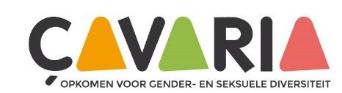 ÇAVARIA
OPKOMEN VOOR GENDER- EN SEKSUELE DIVERSITEIT